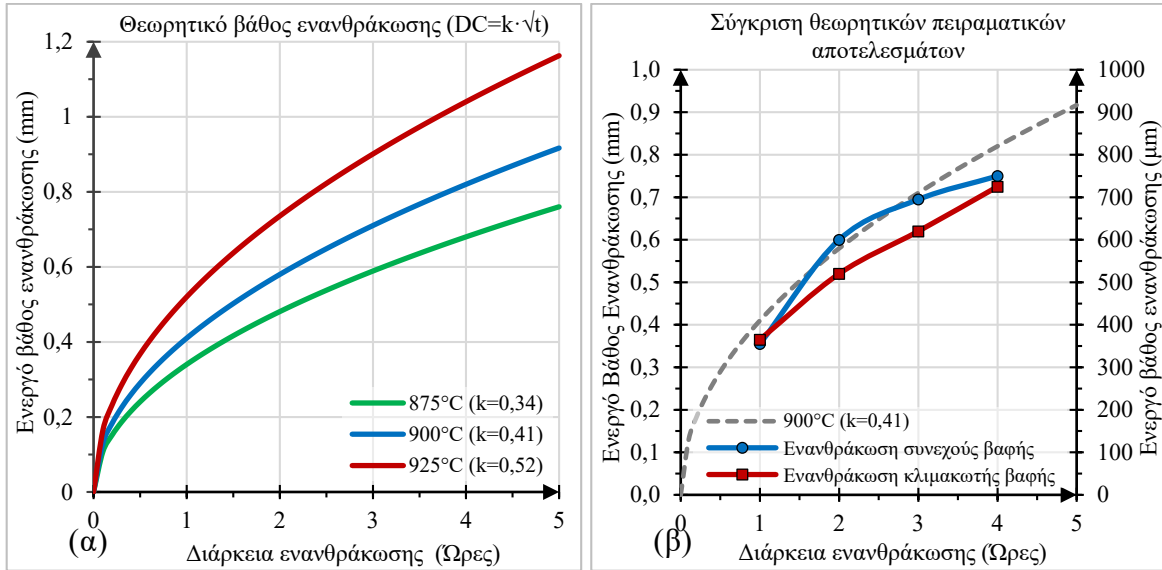 Θεωρητικό βάθος ενανθράκωσης (DC=k·√t)
Ενεργό βάθος ενανθράκωσης (mm)
1,2
1
0,8
0,6
0,4
0,2
0
0 1 2 3 4 5
875°C (k=0,34)
900°C (k=0,41)
925°C (k=0,52)
(α)
Διάρκεια ενανθράκωσης (Ώρες)
Σύγκριση θεωρητικών πειραματικών
αποτελεσμάτων
Ενεργό Βάθος Ενανθράκωσης (mm)
1,0
0,9
0,8
0,7
0,6
0,5
0,4
0,3
0,2
0,1
0,0
0 1 2 3 4 5
900°C (k=0,41)
Ενανθράκωση συνεχούς βαφής
Ενανθράκωση κλιμακωτής βαφής
1000
900
800
700
600
500
400
300
200
100
0
Ενεργό βάθος ενανθράκωσης (μm)
(β)
Διάρκεια ενανθράκωσης (Ώρες)